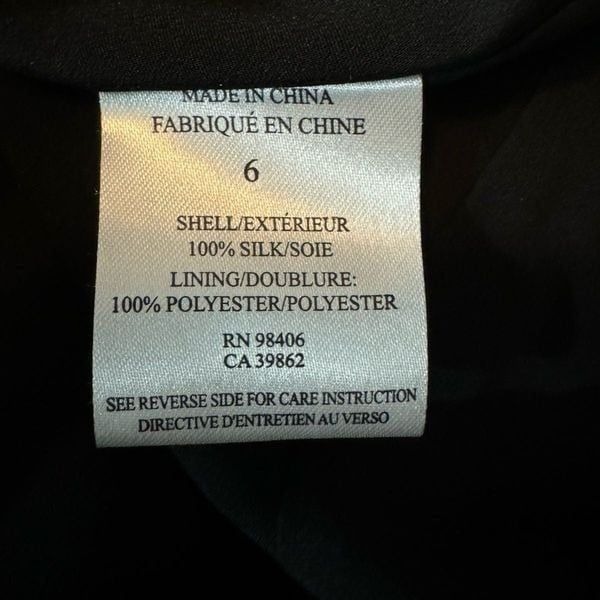 MADE IN CHINA
FABRIQUÉ EN CHINE
6
SHELL/EXTÉRIEUR
100% SILK/SOIE
LINING/DOUBLURE:
100% POLYESTER/POLYESTER
RN 98406
CA 39862
SEE REVERSE SIDE FOR CARE INSTRUCTION
DIRECTIVE D'ENTRETIEN AU VERSO